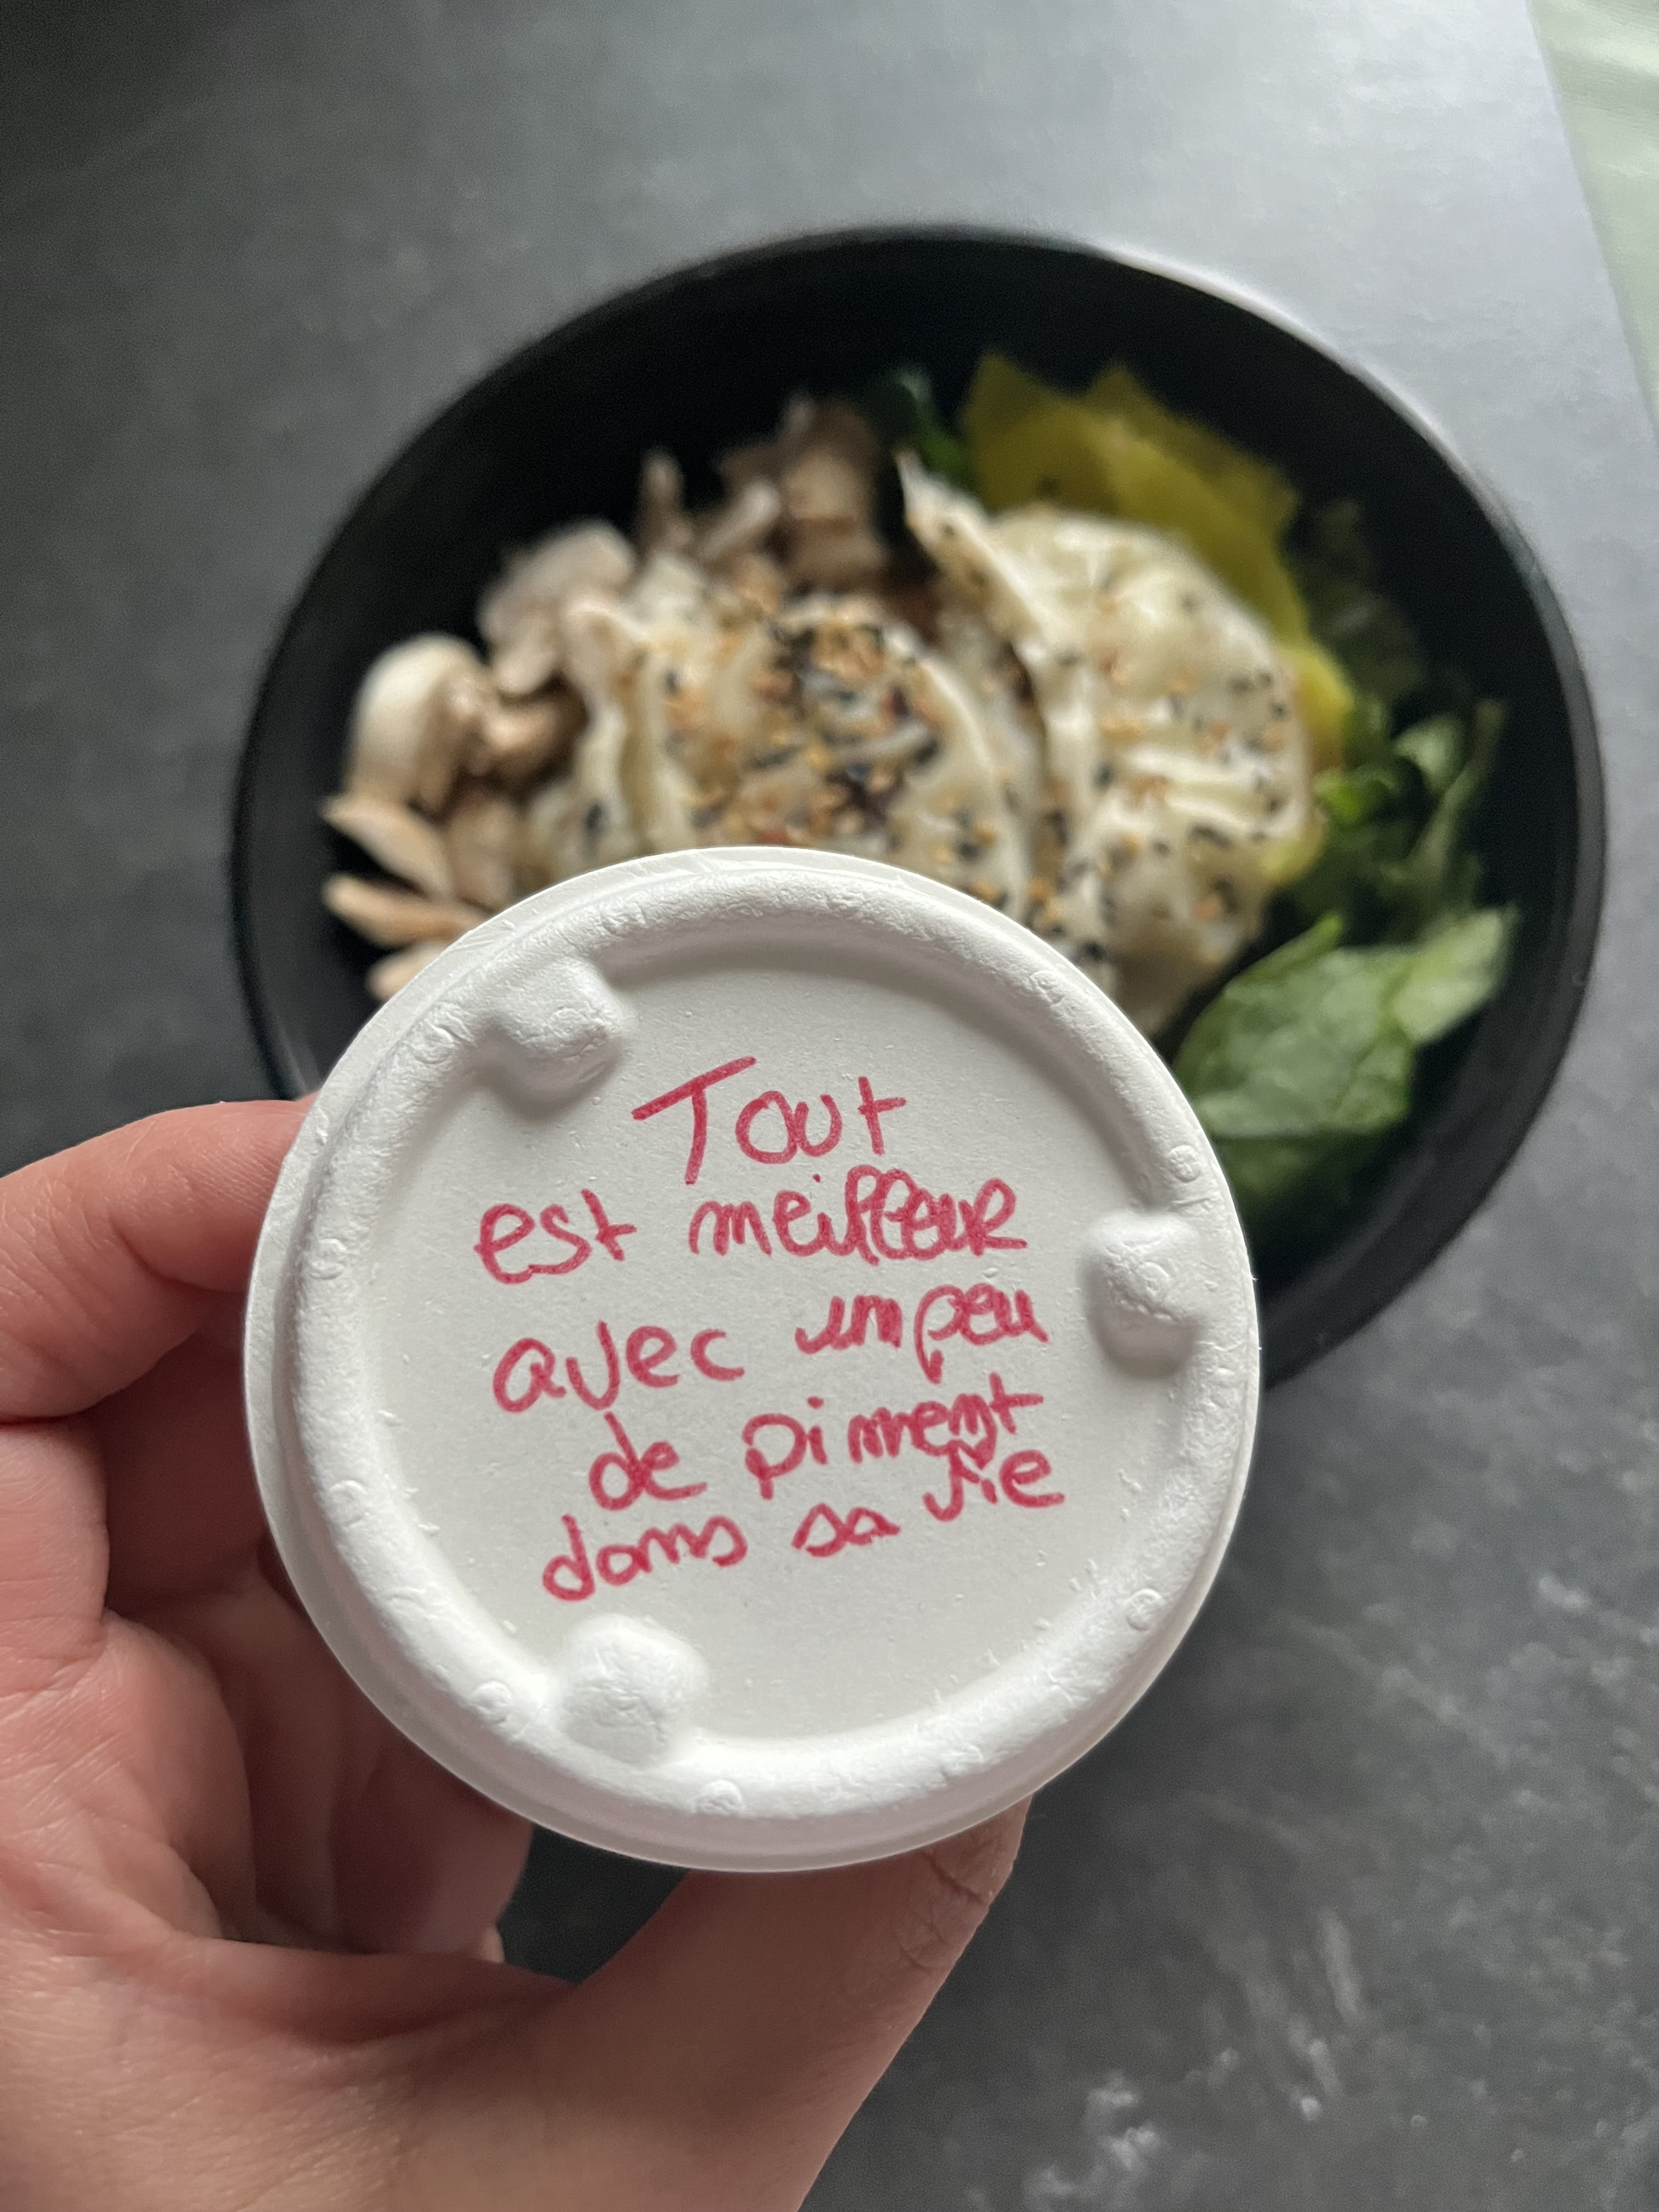 Tout
est meilleur
avec un peu
de piment
dans sa vie